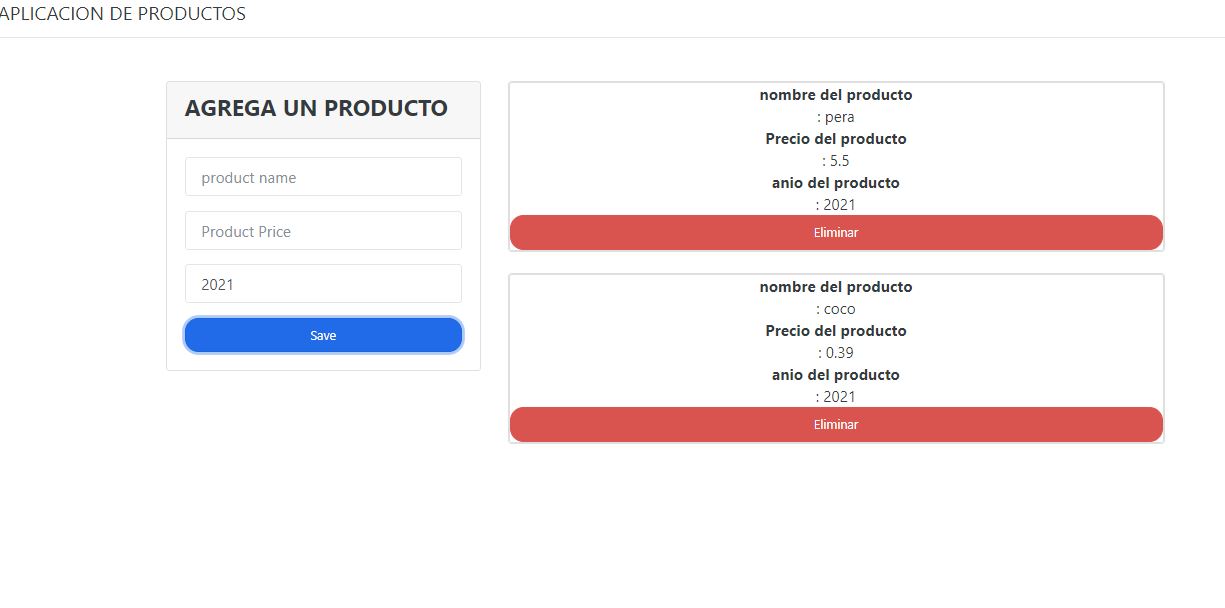 APLICACION DE PRODUCTOS
AGREGA UN PRODUCTO
product name
Product Price
2021
Save
nombre del producto
: pera
Precio del producto
: 5.5
anio del producto
: 2021
Eliminar
nombre del producto
: coco
Precio del producto
: 0.39
anio del producto
: 2021
Eliminar